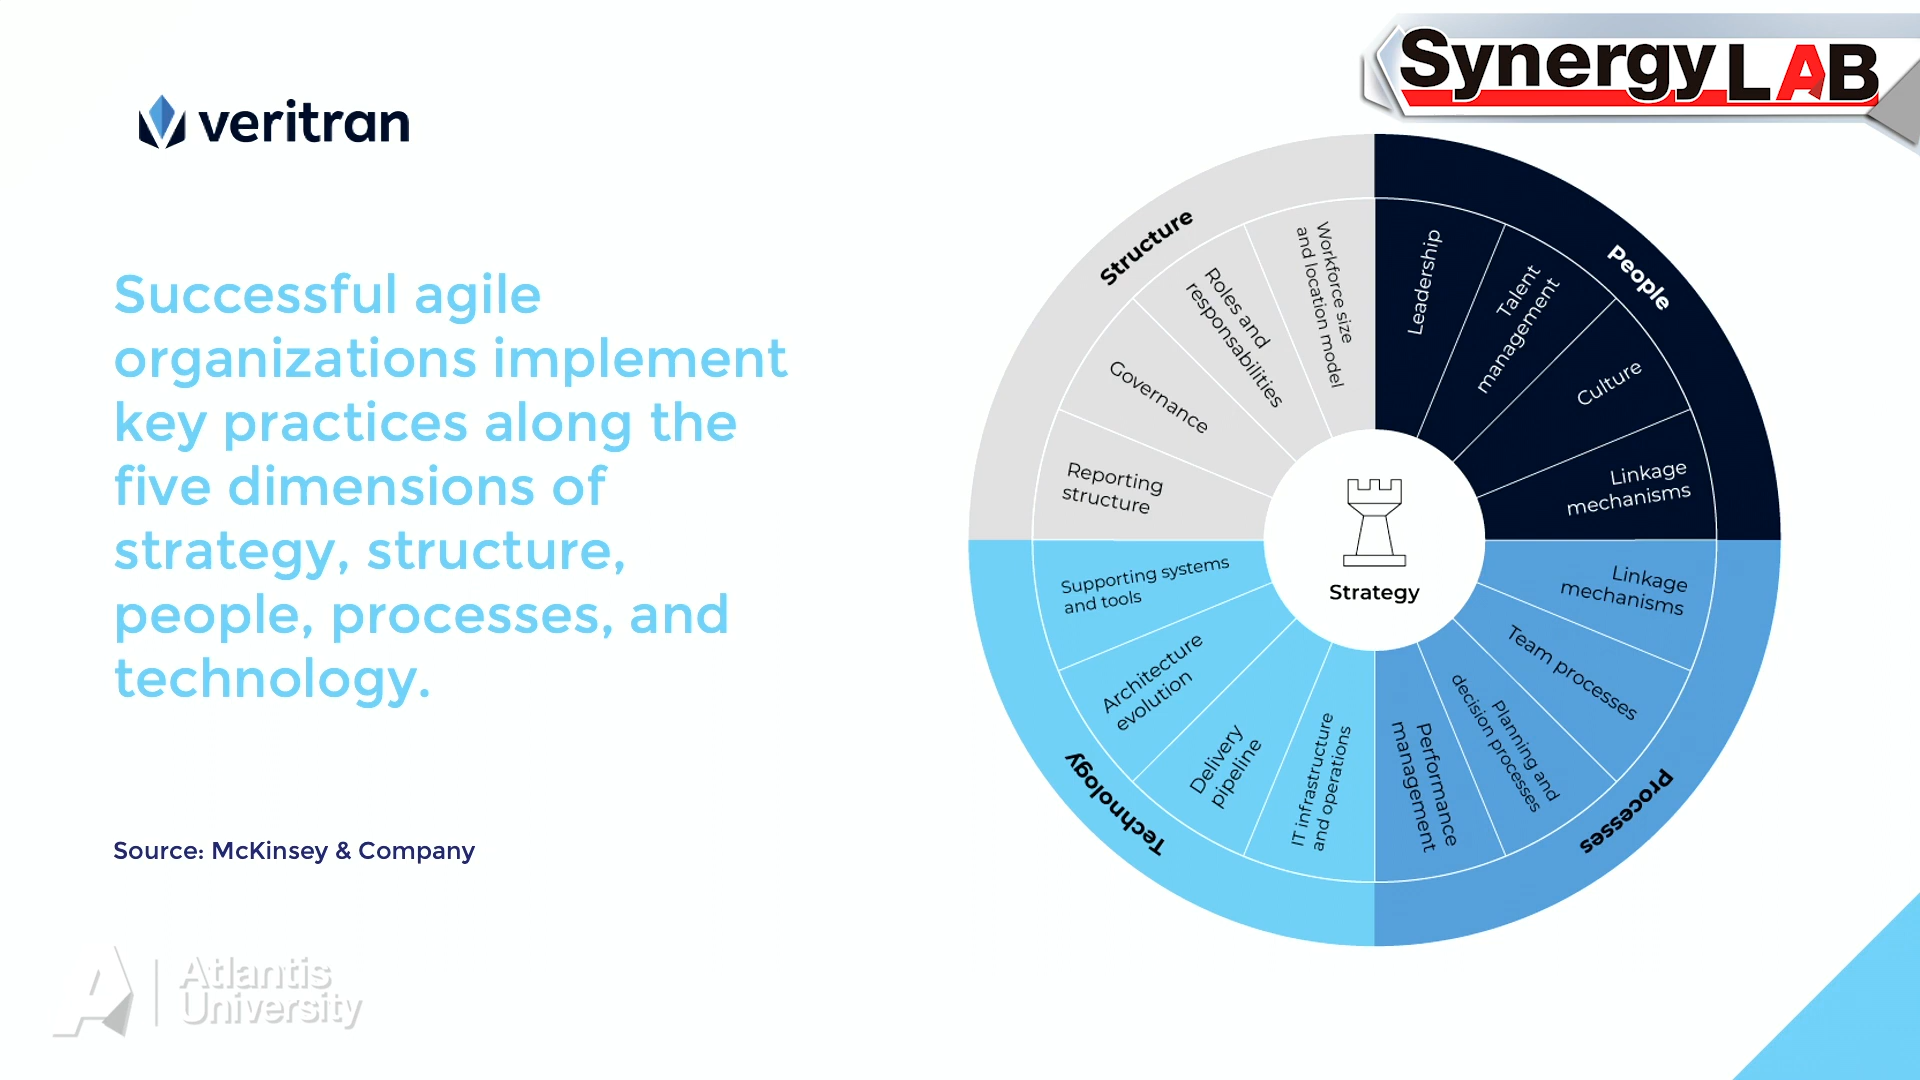 Synergy LAB
veritran
Successful agile
organizations implement
key practices along the
five dimensions of
strategy, structure,
people, processes, and
technology.
Source: McKinsey & Company
Atlantis
University
Structure
Workforce size
and location model
Roles and
responsabilities
Governance
Reporting
structure
People
Leadership
Talent
management
Culture
Linkage
mechanisms
Strategy
Processes
Linkage
mechanisms
Team processes
Planning and
decision processes
Performance
management
Technology
IT infrastructure
and operations
Delivery
pipeline
Architecture
evolution
Supporting systems
and tools